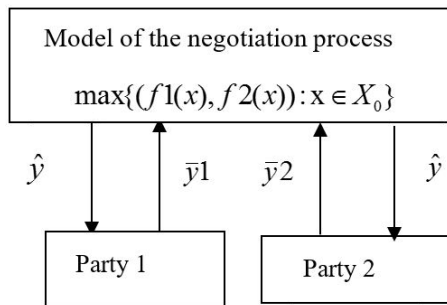 Model of the negotiation process
max{(f1(x), f2(x)) : x ∈ X₀}
ŷ ȳ1 ȳ2 ŷ
Party 1 Party 2